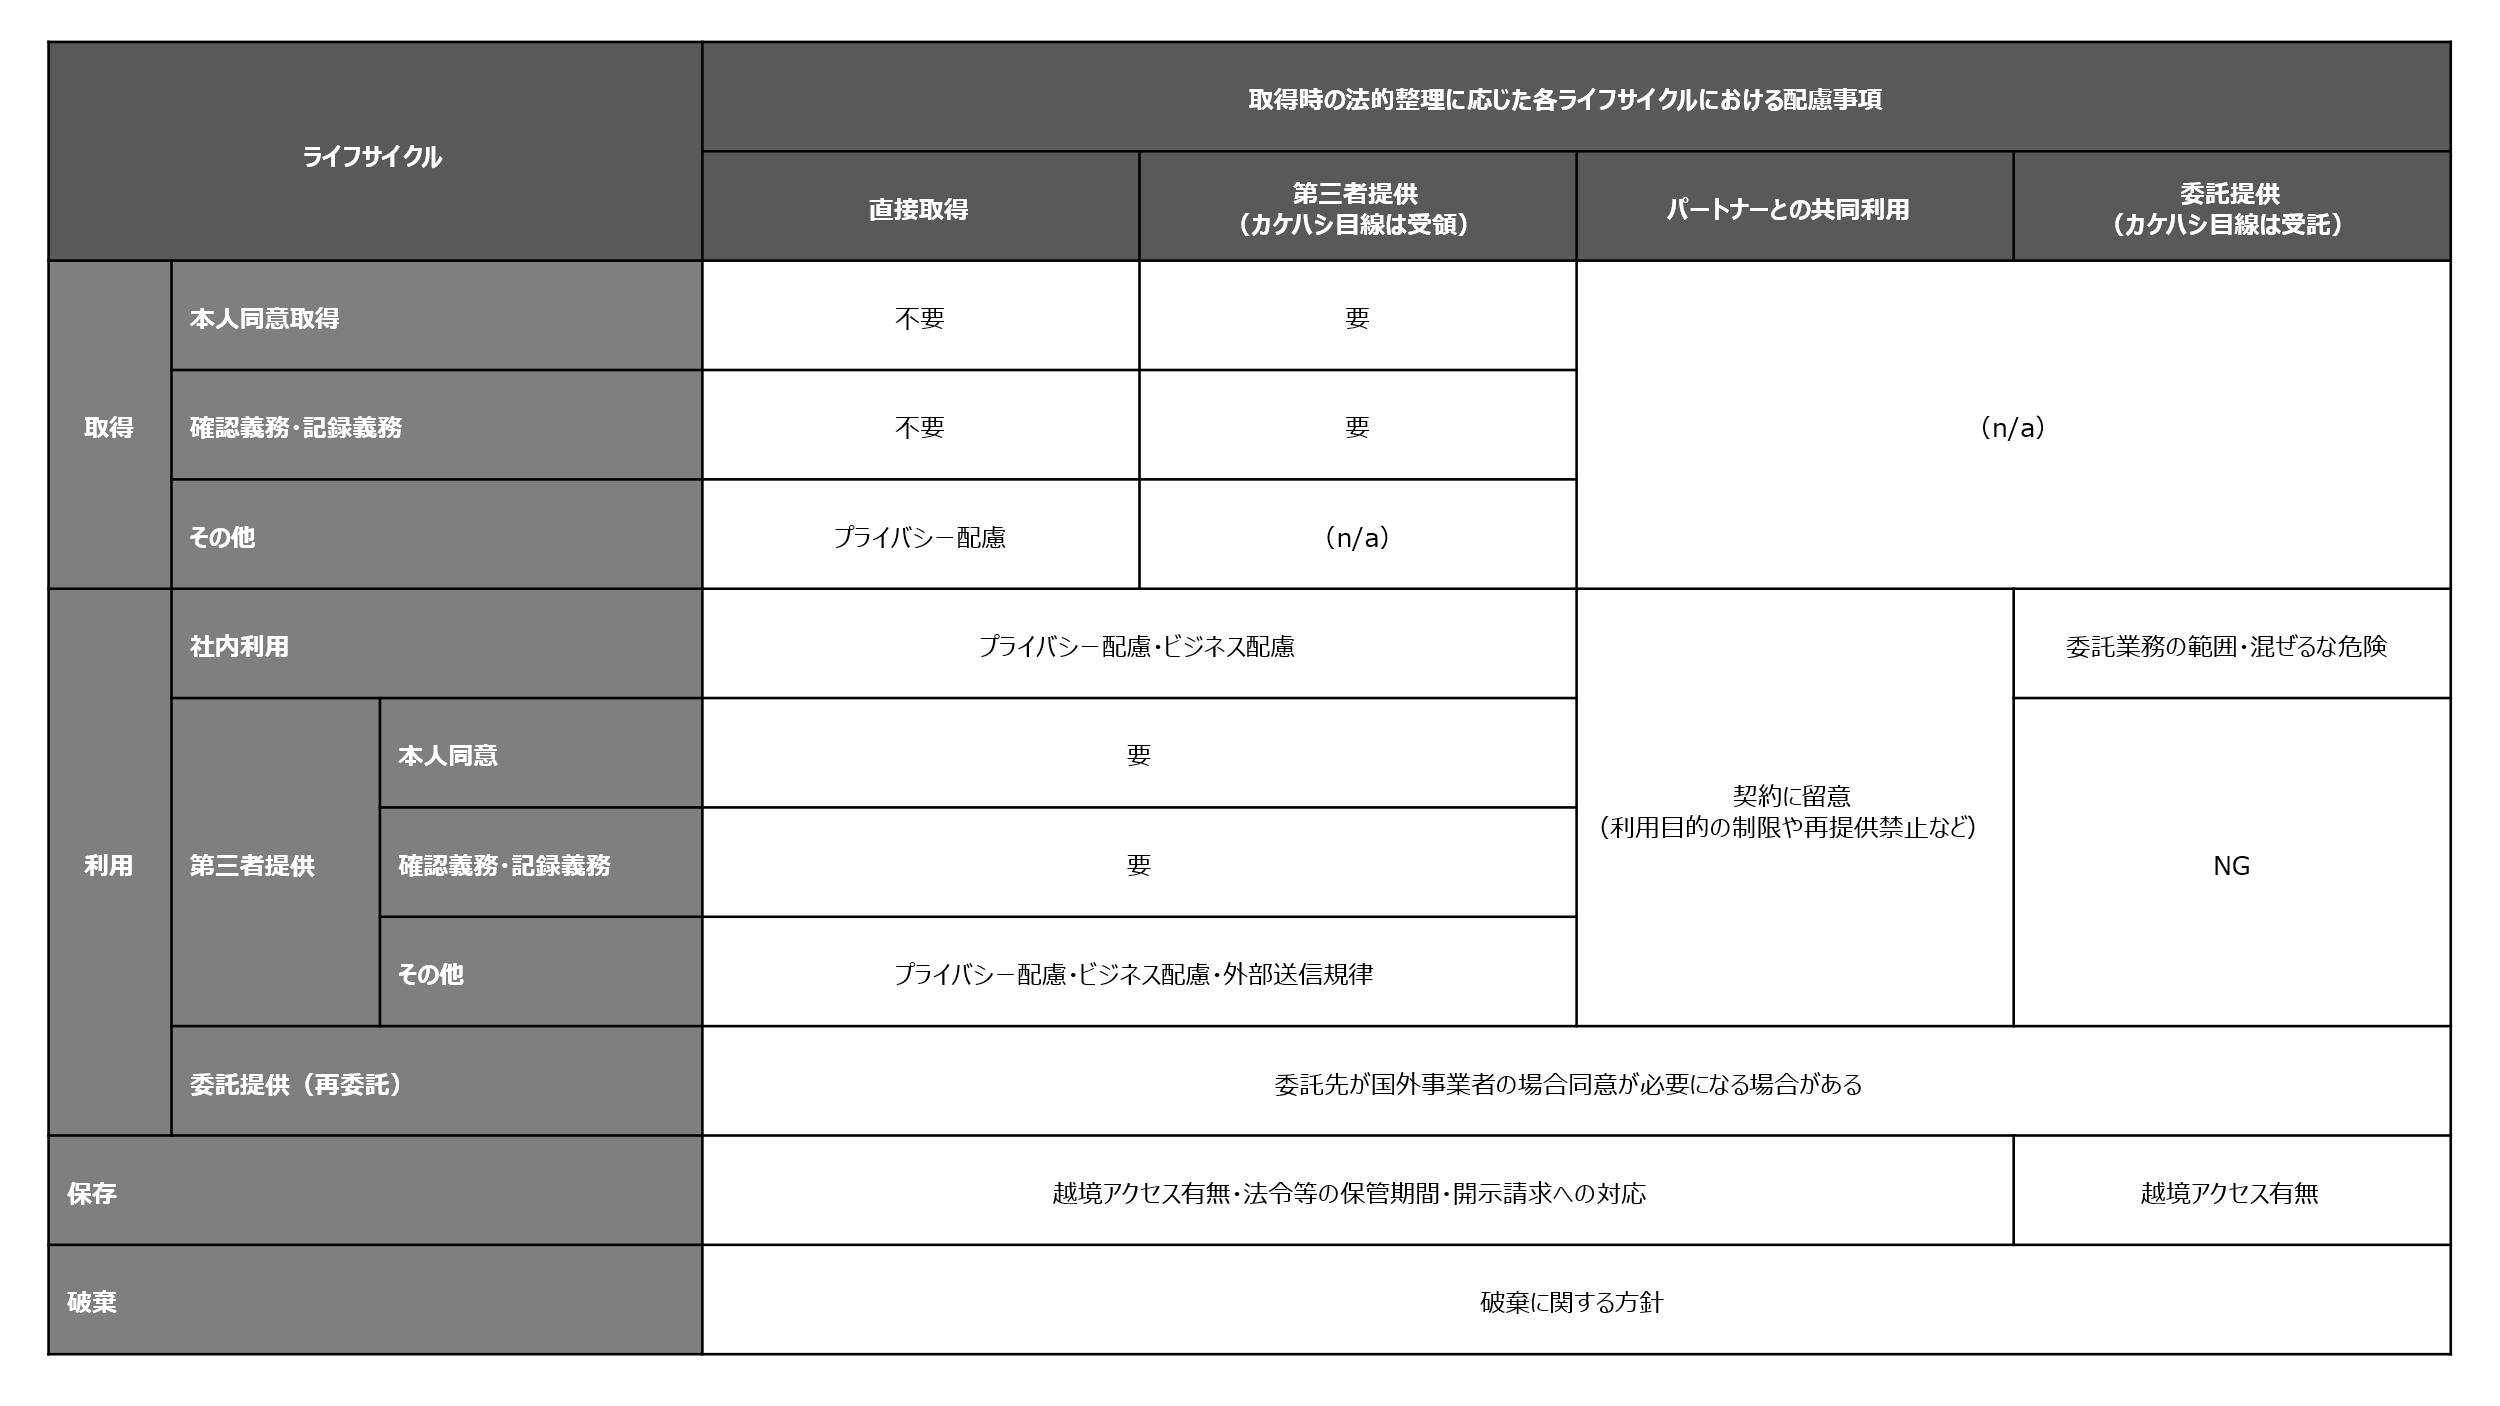 ライフサイクル
取得時の法的整理に応じた各ライフサイクルにおける配慮事項
直接取得
第三者提供
（カケハシ目線は受領）
パートナーとの共同利用
委託提供
（カケハシ目線は受託）
取得
本人同意取得
不要
要
（n/a）
確認義務・記録義務
不要
要
その他
プライバシー配慮
（n/a）
利用
社内利用
プライバシー配慮・ビジネス配慮
契約に留意
（利用目的の制限や再提供禁止など）
委託業務の範囲・混ぜるな危険
第三者提供
本人同意
要
NG
確認義務・記録義務
要
その他
プライバシー配慮・ビジネス配慮・外部送信規律
委託提供（再委託）
委託先が国外事業者の場合同意が必要になる場合がある
保存
越境アクセス有無・法令等の保管期間・開示請求への対応
越境アクセス有無
破棄
破棄に関する方針